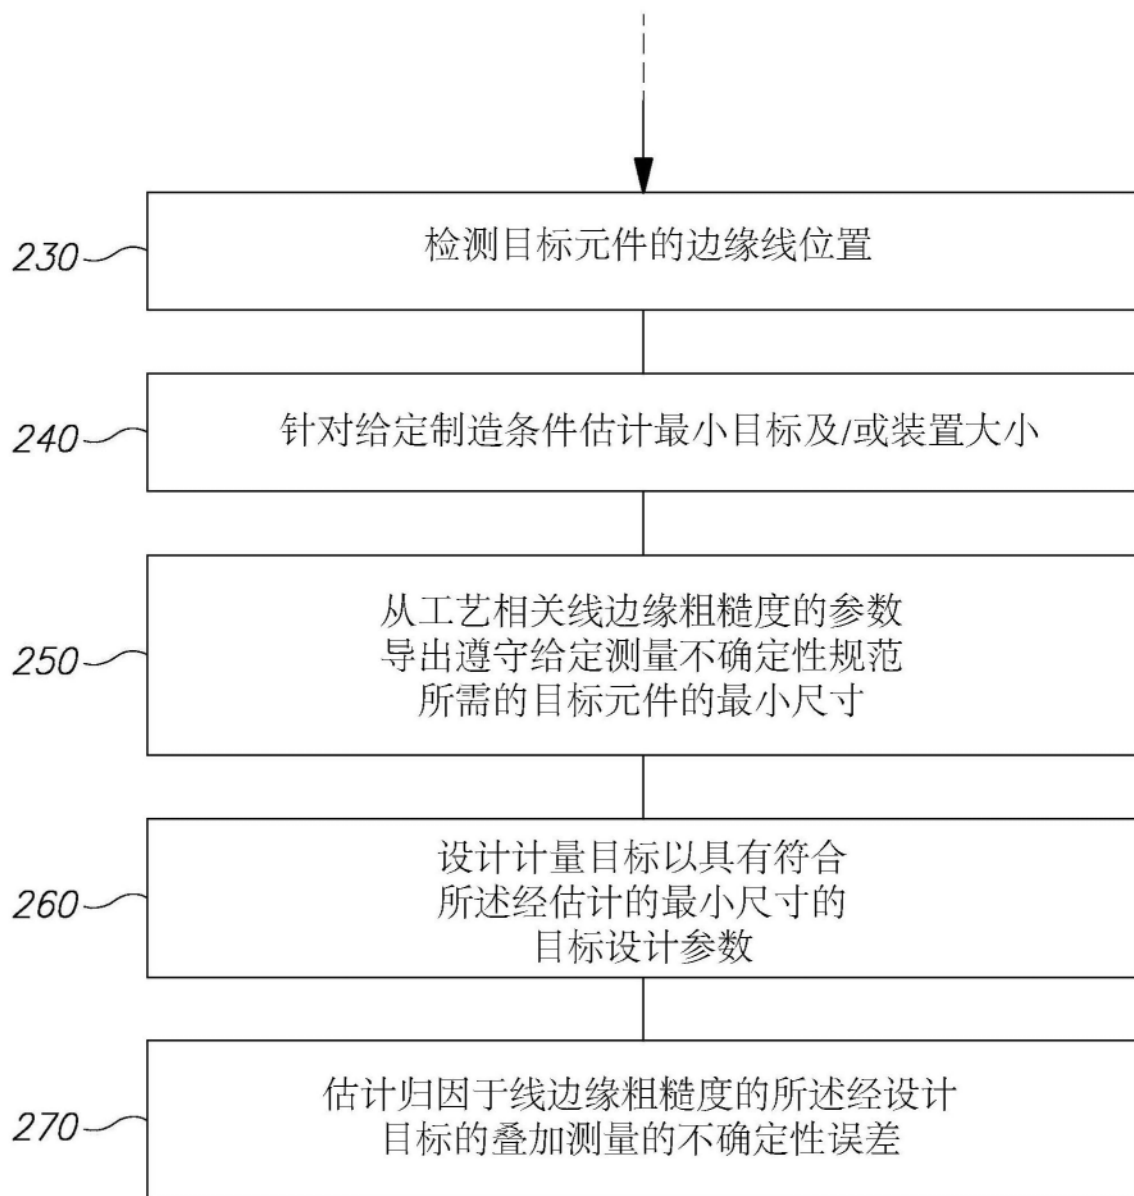 230
检测目标元件的边缘线位置
240
针对给定制造条件估计最小目标及/或装置大小
250
从工艺相关线边缘粗糙度的参数
导出遵守给定测量不确定性规范
所需的目标元件的最小尺寸
260
设计计量目标以具有符合
所述经估计的最小尺寸的
目标设计参数
270
估计归因于线边缘粗糙度的所述经设计
目标的叠加测量的不确定性误差